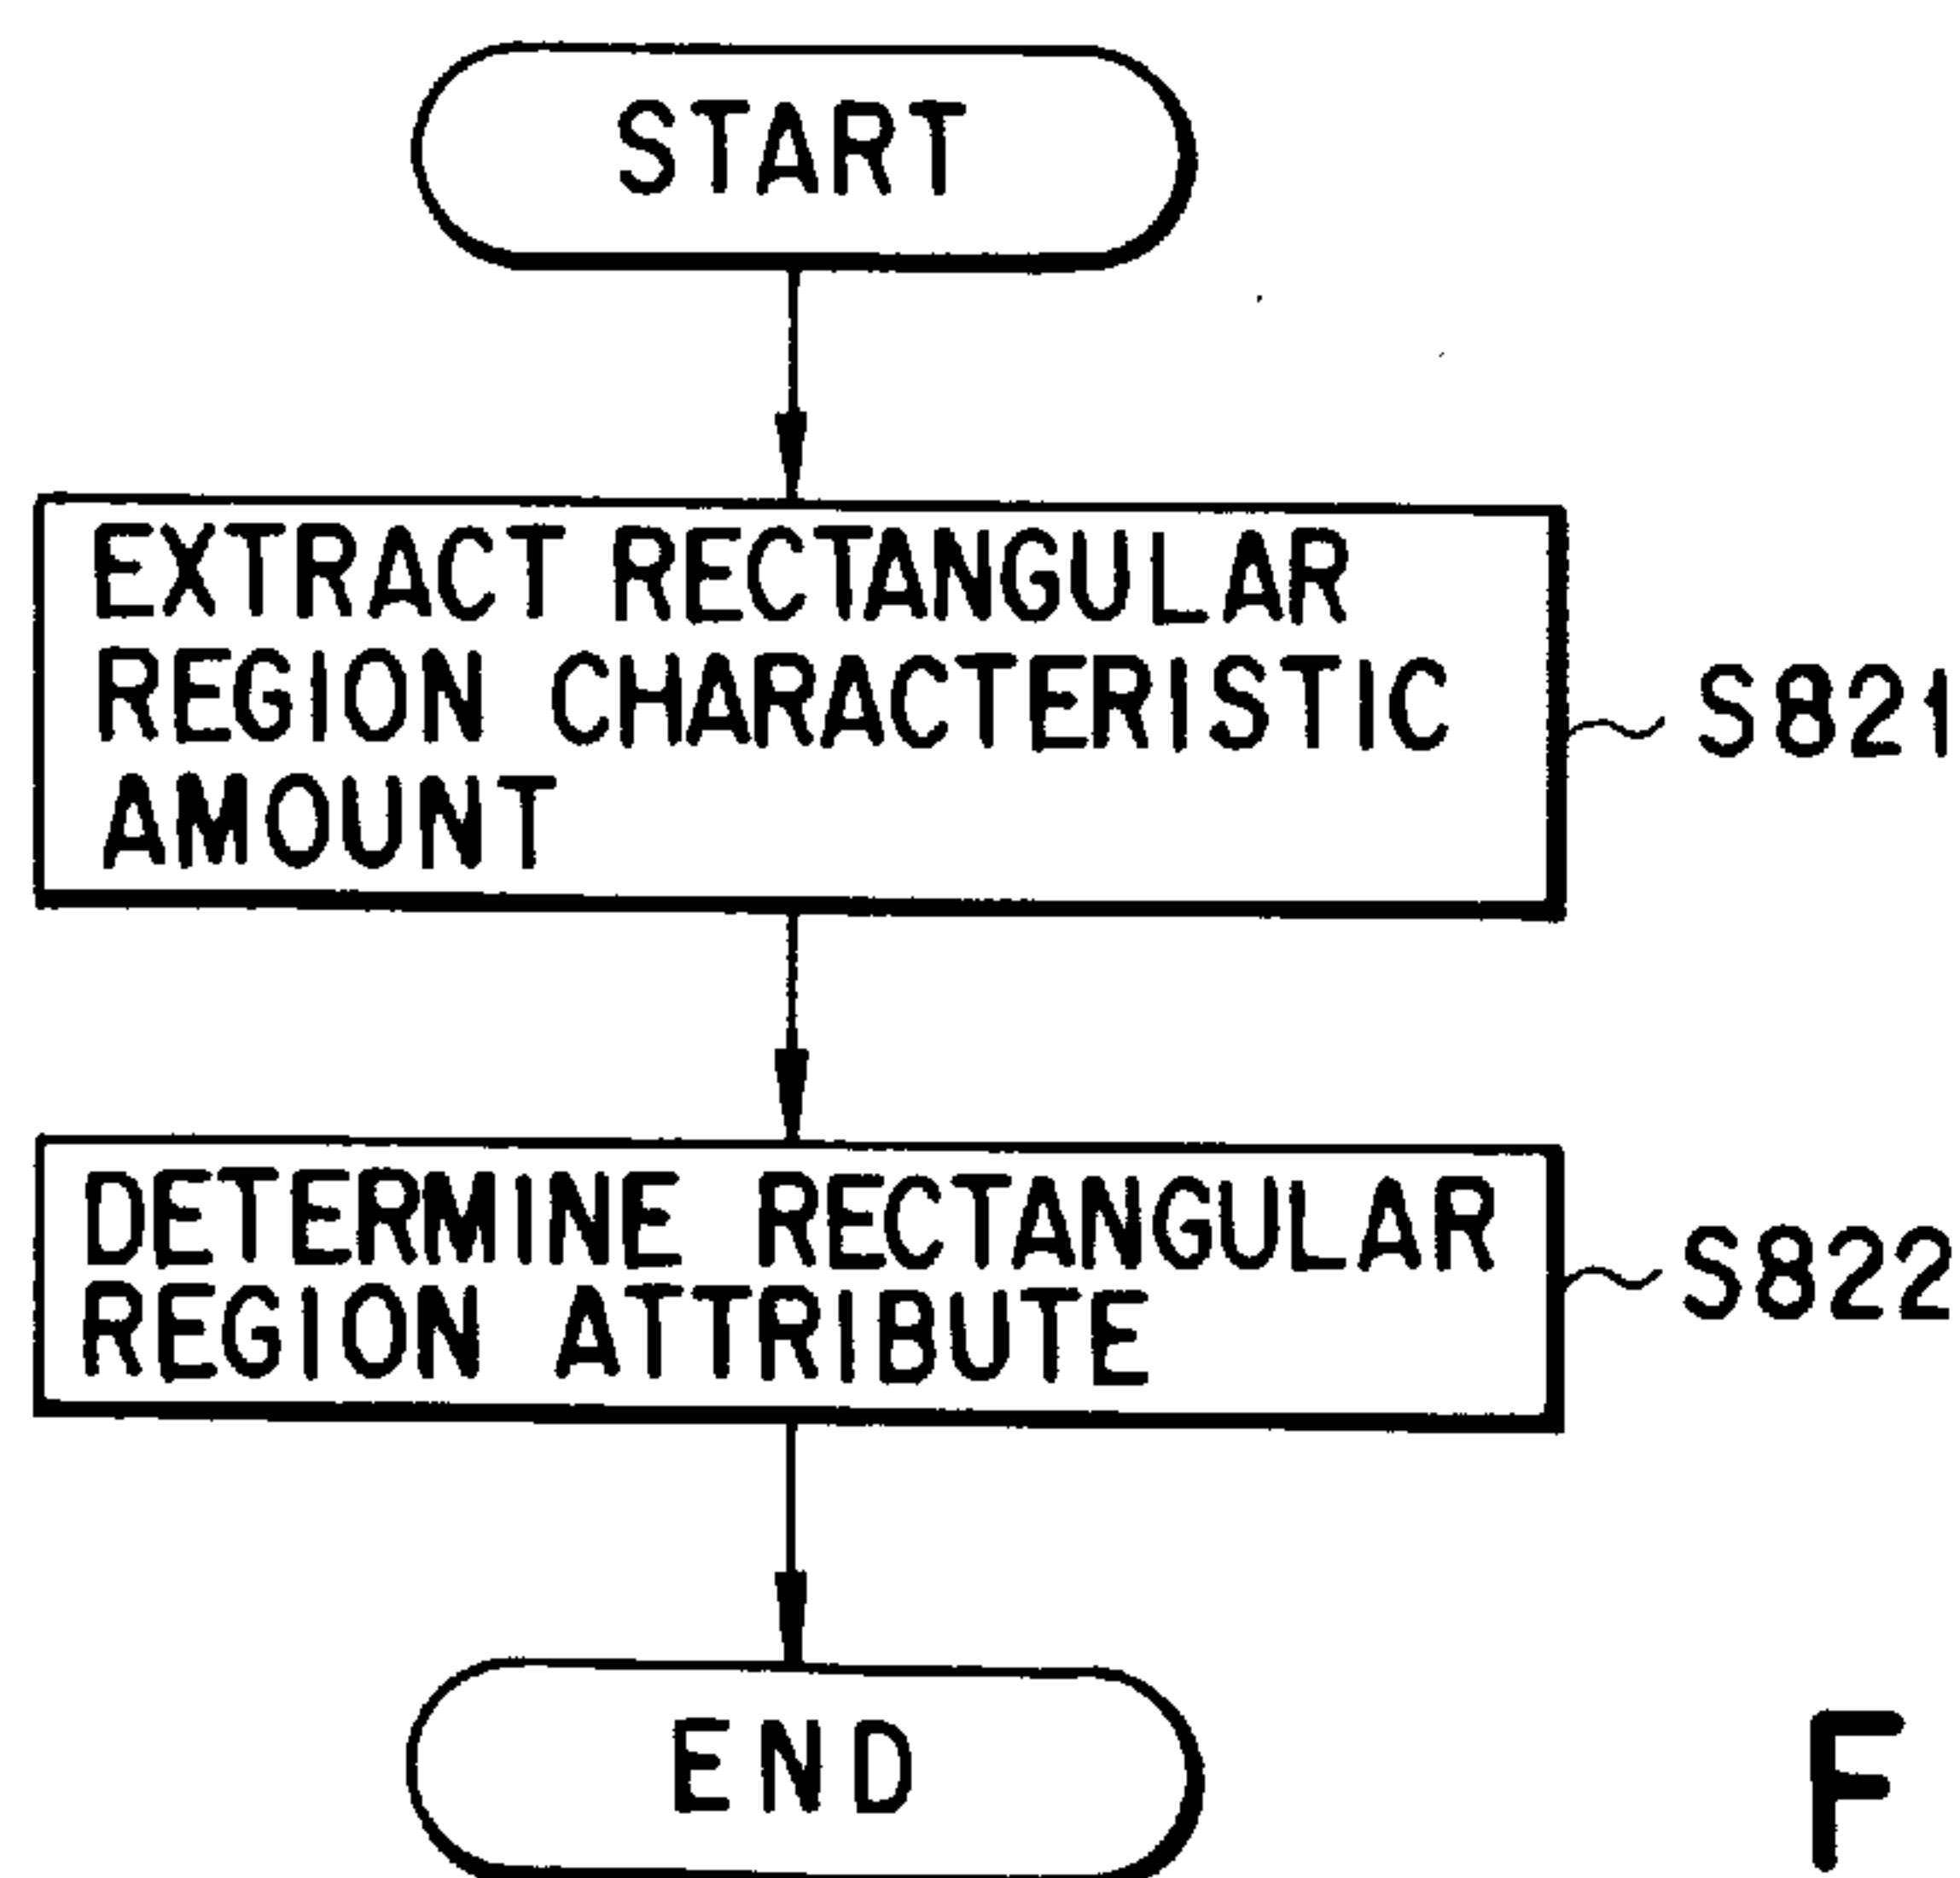 START
EXTRACT RECTANGULAR
REGION CHARACTERISTIC
AMOUNT
S821
DETERMINE RECTANGULAR
REGION ATTRIBUTE
S822
END
F